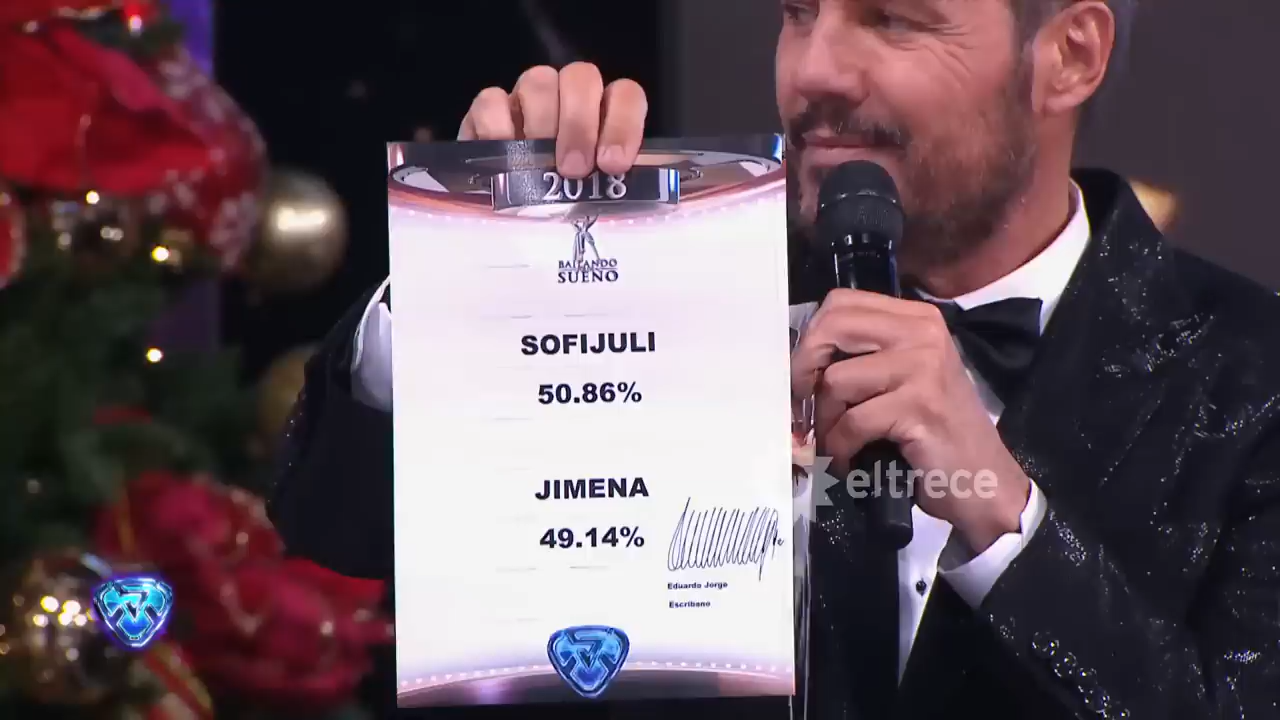 2018
BAILANDO
SUEÑO
SOFIJULI
50.86%
JIMENA
49.14%
Eduardo Jorge
Escribano
eltrece